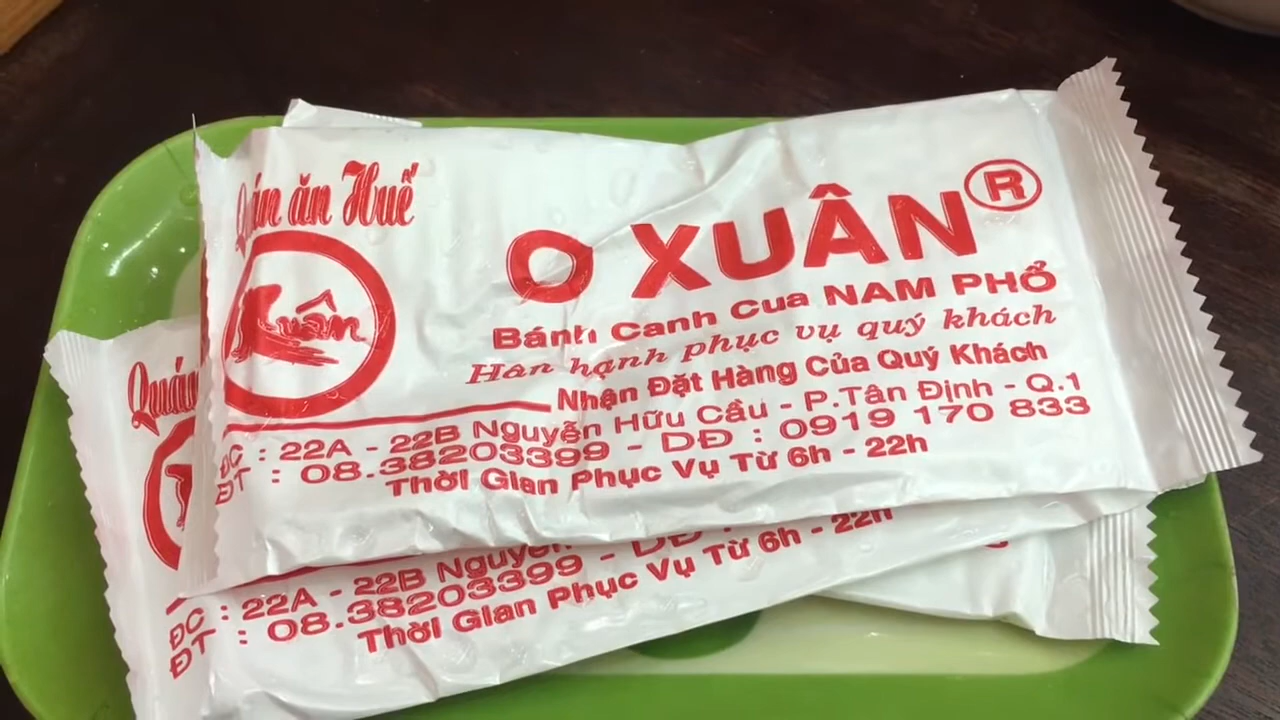 Quán ăn Huế
Xuân
O XUÂN ®
Bánh Canh Cua NAM PHỔ
Hân hạnh phục vụ quý khách
Nhận Đặt Hàng Của Quý Khách
ĐC : 22A - 22B Nguyễn Hữu Cầu - P.Tân Định - Q.1
ĐT : 08.38203399 - DĐ : 0919 170 833
Thời Gian Phục Vụ Từ 6h - 22h
Quán
ĐC : 22A - 22B Nguyễn
ĐT : 08.38203399 - DĐ :
Thời Gian Phục Vụ Từ 6h - 22h